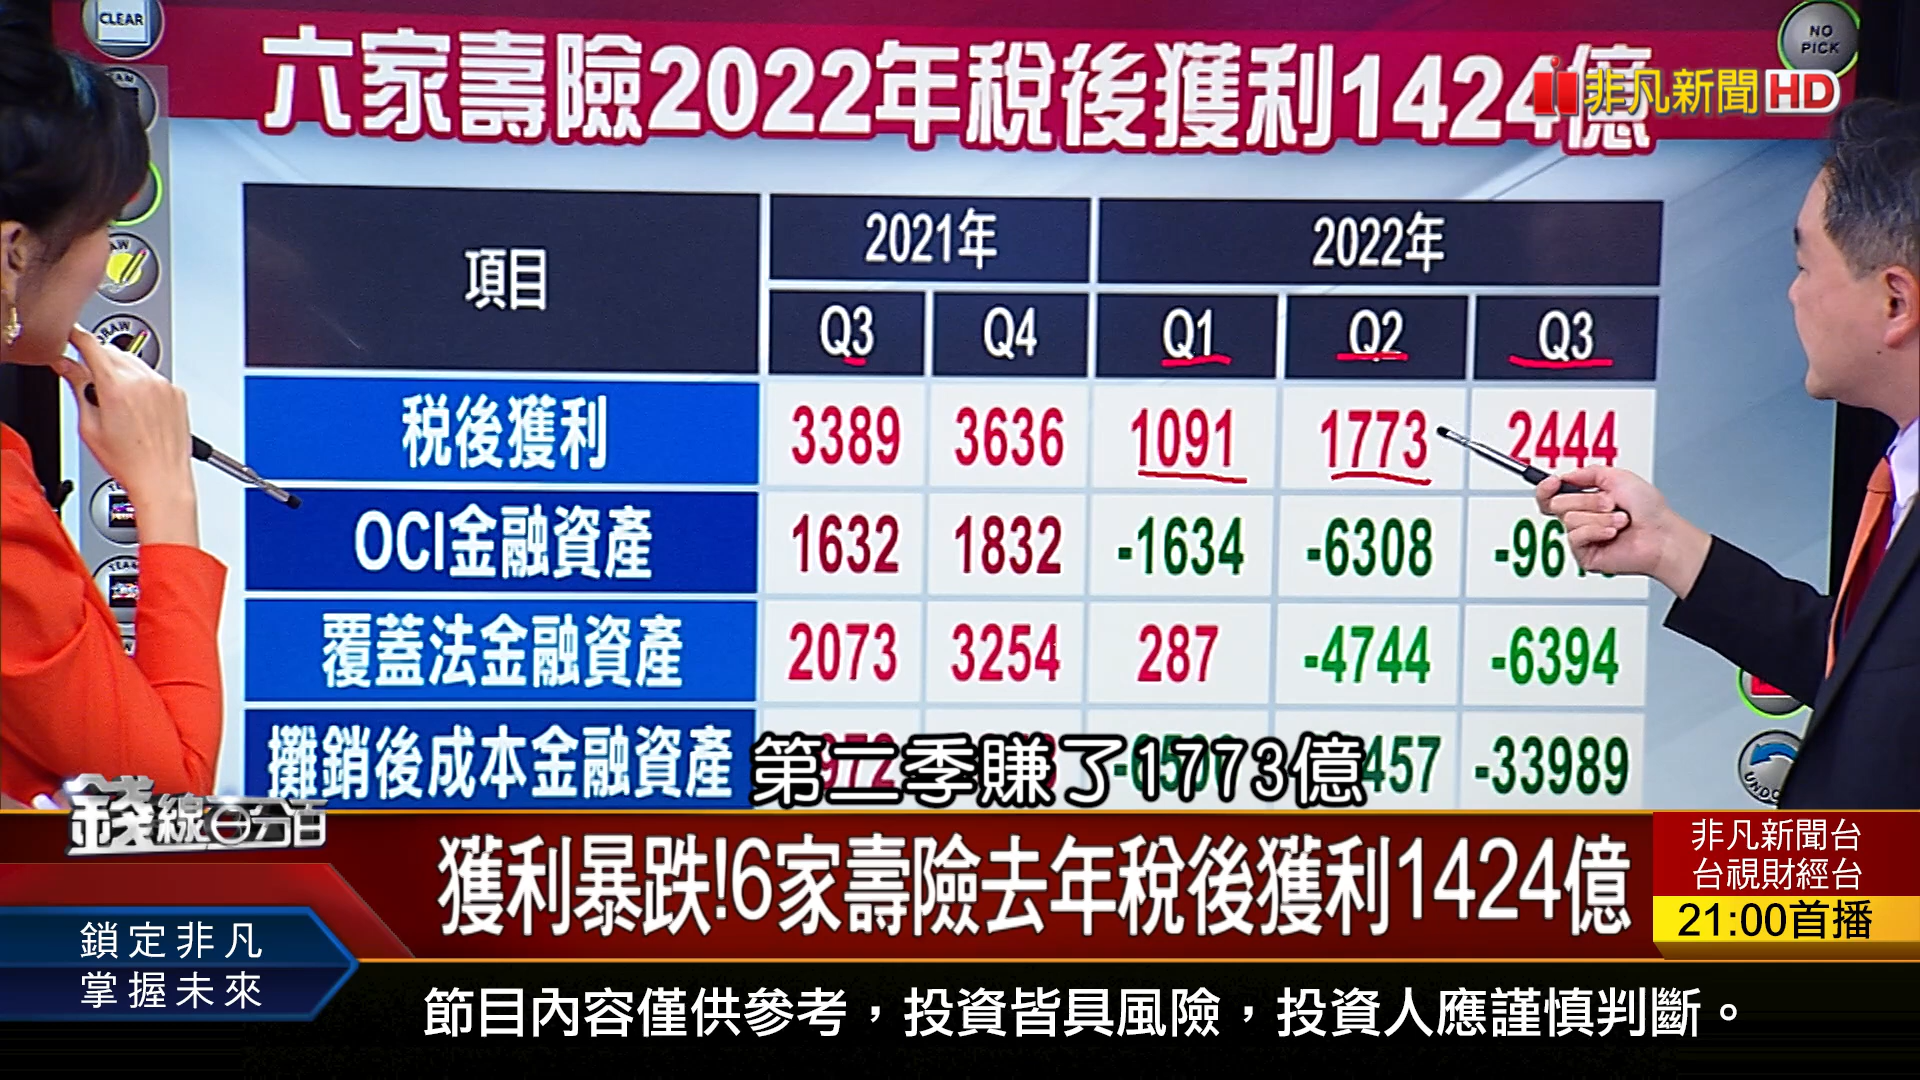 CLEAR
NO
PICK
六家壽險2022年稅後獲利1424億
非凡新聞HD
項目
2021年
2022年
Q3
Q4
Q1
Q2
Q3
稅後獲利
3389
3636
1091
1773
2444
OCI金融資產
1632
1832
-1634
-6308
覆蓋法金融資產
2073
3254
287
-4744
-6394
攤銷後成本金融資產
-33989
第二季賺了1773億
UNDO
錢線百分百
獲利暴跌!6家壽險去年稅後獲利1424億
非凡新聞台
台視財經台
21:00首播
鎖定非凡
掌握未來
節目內容僅供參考，投資皆具風險，投資人應謹慎判斷。